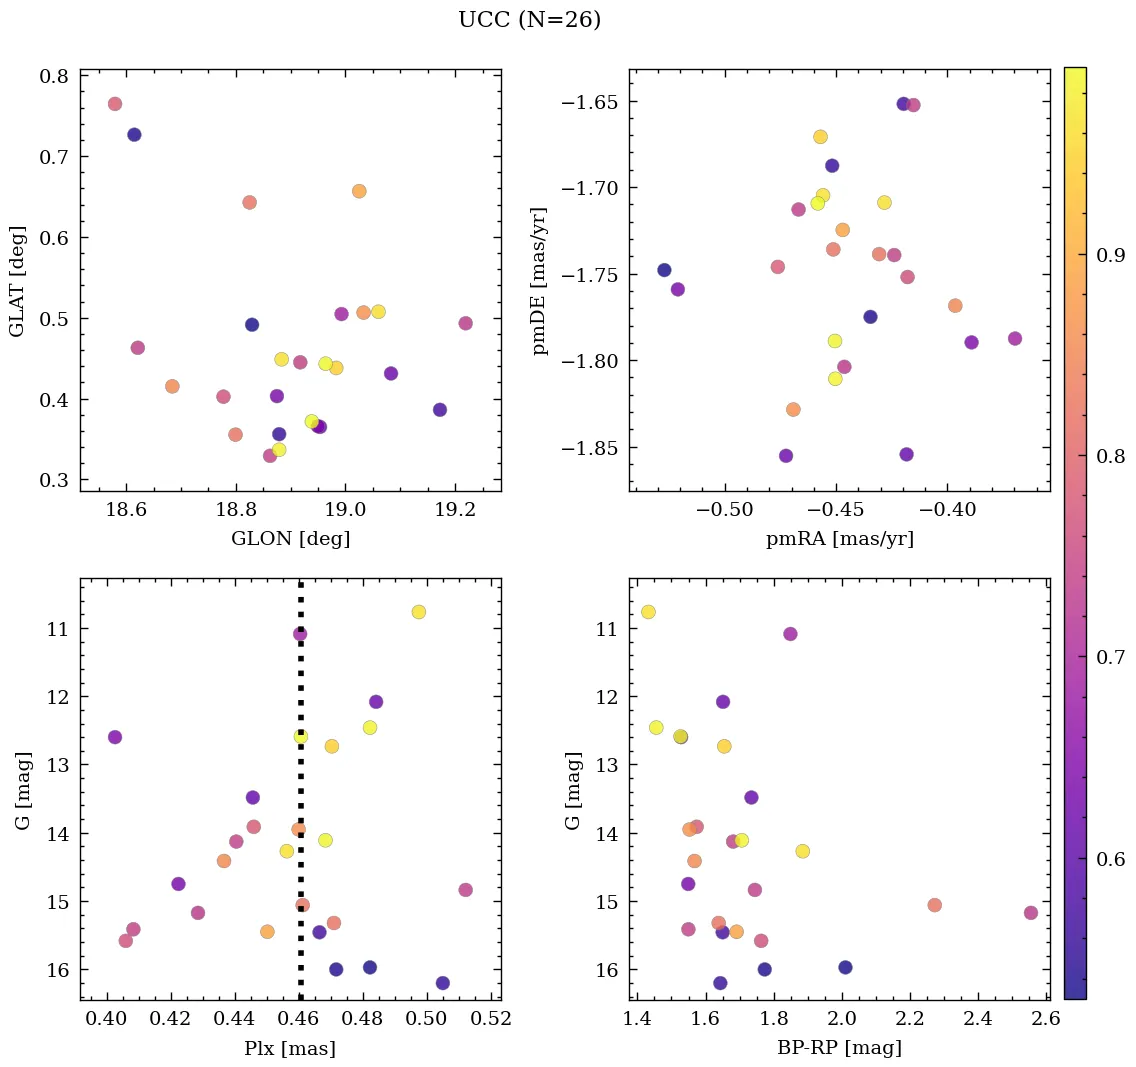 UCC (N=26)
0.8
0.7
0.6
0.5
0.4
0.3
GLAT [deg]
18.6 18.8 19.0 19.2
GLON [deg]
−1.65
−1.70
−1.75
−1.80
−1.85
pmDE [mas/yr]
−0.50 −0.45 −0.40
pmRA [mas/yr]
11
12
13
14
15
16
G [mag]
0.40 0.42 0.44 0.46 0.48 0.50 0.52
Plx [mas]
11
12
13
14
15
16
G [mag]
1.4 1.6 1.8 2.0 2.2 2.4 2.6
BP-RP [mag]
0.9
0.8
0.7
0.6